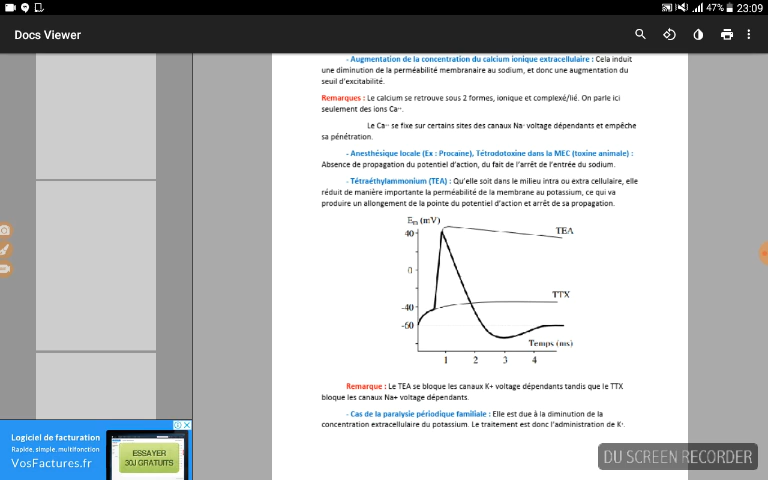 47% 23:09
Docs Viewer
- Augmentation de la concentration du calcium ionique extracellulaire : Cela induit
une diminution de la perméabilité membranaire au sodium, et donc une augmentation du
seuil d'excitabilité.
Remarques : Le calcium se retrouve sous 2 formes, ionique et complexé/lié. On parle ici
seulement des ions Ca++.
Le Ca++ se fixe sur certains sites des canaux Na+ voltage dépendants et empêche
sa pénétration.
- Anesthésique locale (Ex : Procaine), Tétrodotoxine dans la MEC (toxine animale) :
Absence de propagation du potentiel d'action, du fait de l'arrêt de l'entrée du sodium.
- Tétraéthylammonium (TEA) : Qu'elle soit dans le milieu intra ou extra cellulaire, elle
réduit de manière importante la perméabilité de la membrane au potassium, ce qui va
produire un allongement de la pointe du potentiel d'action et arrêt de sa propagation.
Em (mV)
40
TEA
0
TTX
-40
-60
Temps (ms)
1 2 3 4
Remarque : Le TEA se bloque les canaux K+ voltage dépendants tandis que le TTX
bloque les canaux Na+ voltage dépendants.
- Cas de la paralysie périodique familiale : Elle est due à la diminution de la
concentration extracellulaire du potassium. Le traitement est donc l'administration de K+.
Logiciel de facturation
Rapide, simple, multifonction
VosFactures.fr
ESSAYER
30J GRATUITS
DU SCREEN RECORDER